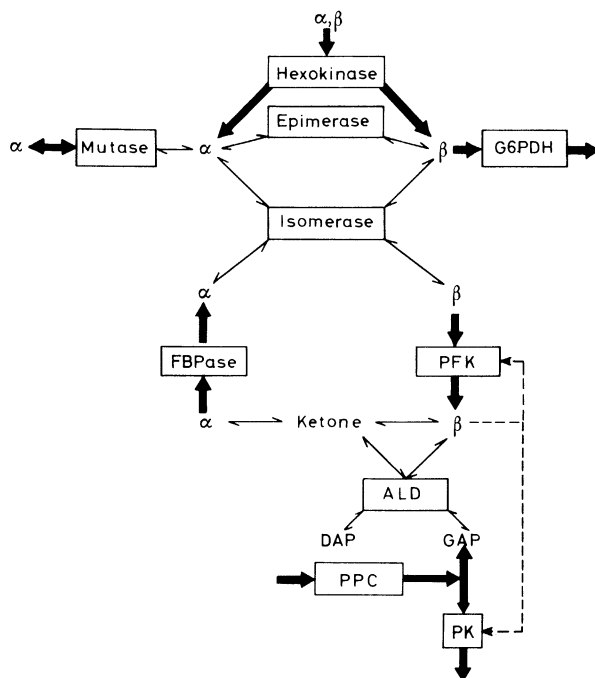 α,β
Hexokinase
Epimerase
α
Mutase
α
β
G6PDH
Isomerase
α
β
FBPase
PFK
α
Ketone
β
ALD
DAP
GAP
PPC
PK